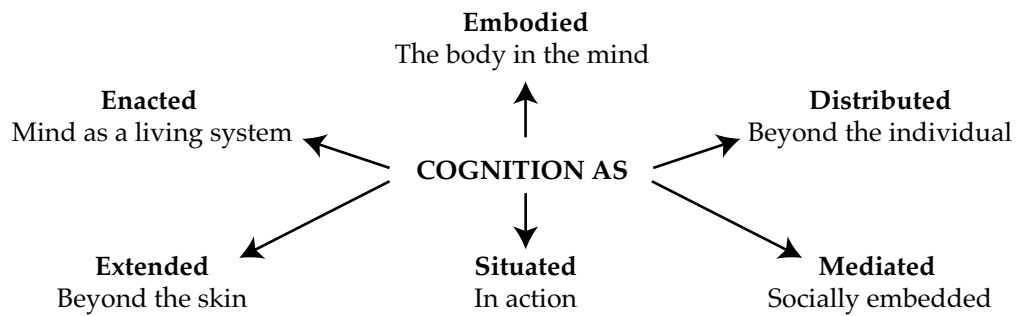 Embodied
The body in the mind
Enacted
Mind as a living system
Distributed
Beyond the individual
COGNITION AS
Extended
Beyond the skin
Situated
In action
Mediated
Socially embedded